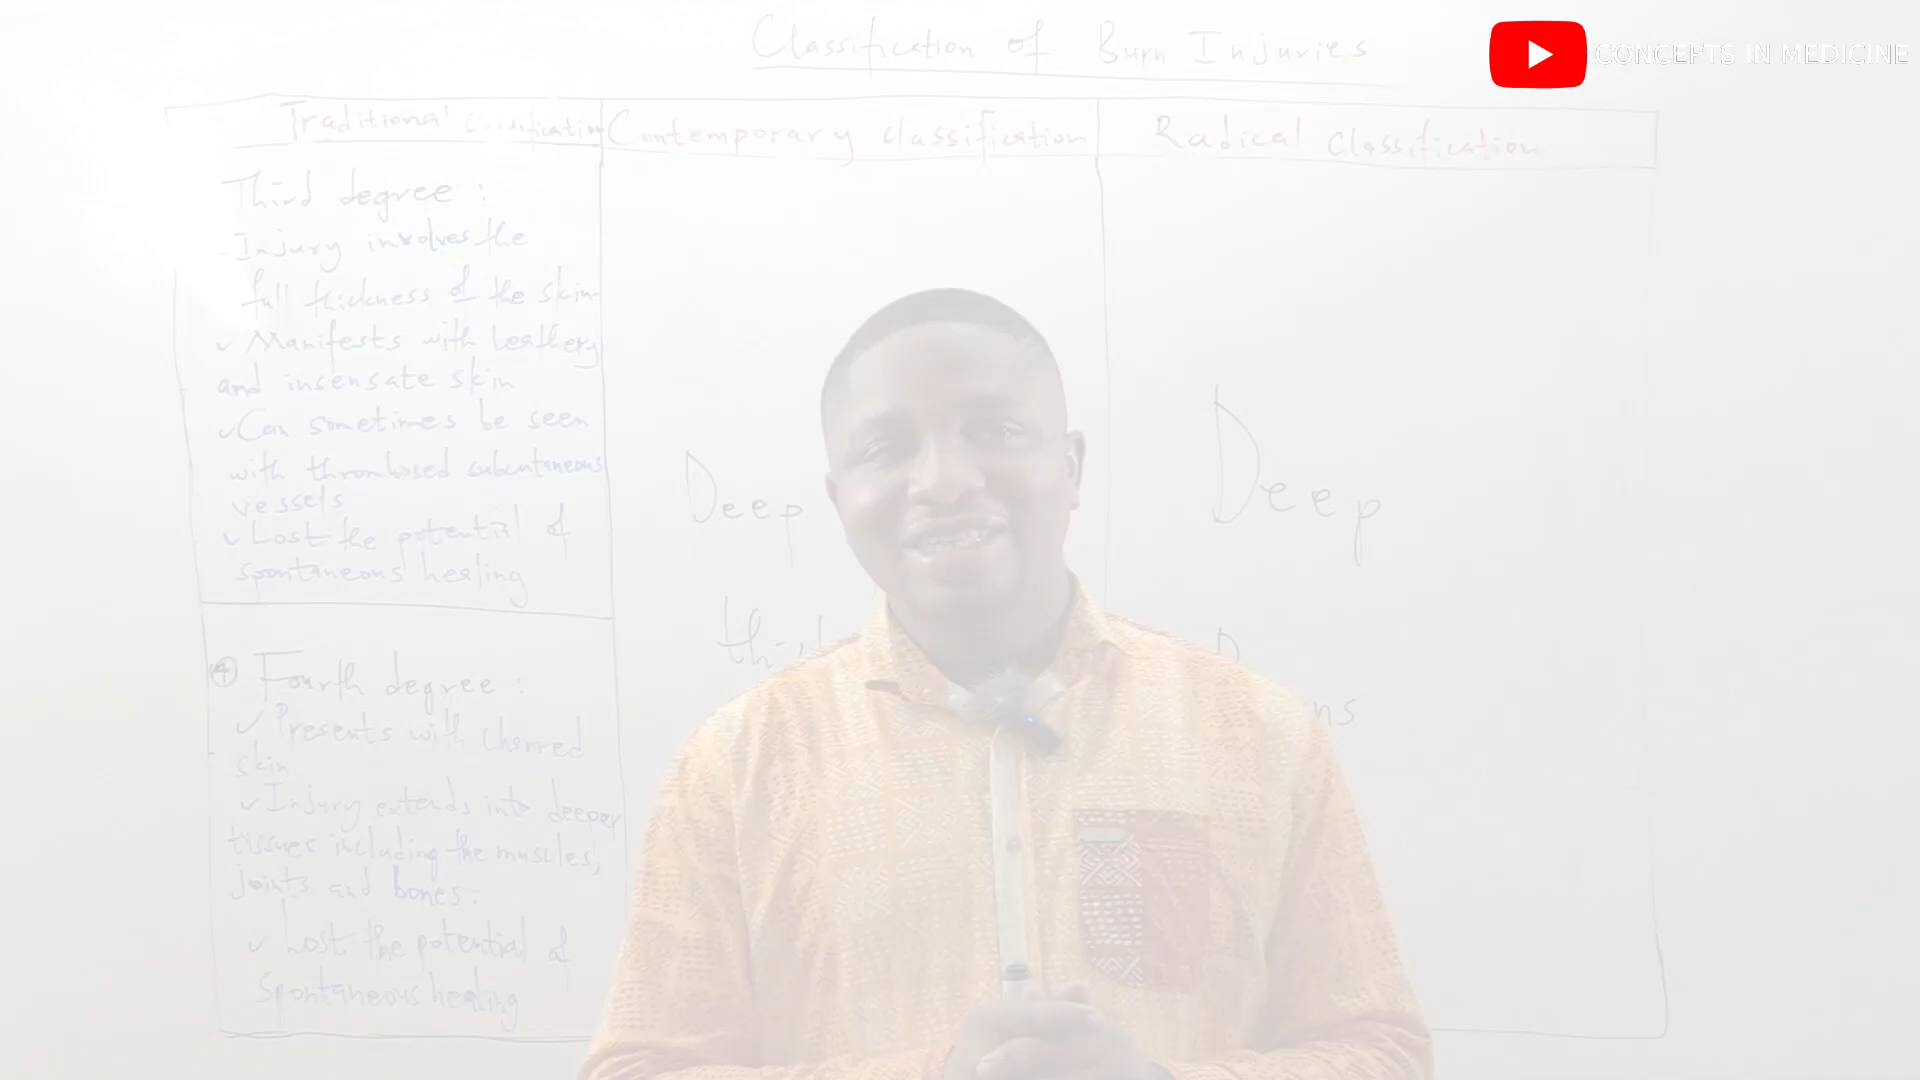 Classification of Burn Injuries
CONCEPTS IN MEDICINE
Traditional Classification
Contemporary classification
Radical classification
Third degree :
- Injury involves the
full thickness of the skin.
✓ Manifests with leathery
and insensate skin
✓ Can sometimes be seen
with thrombosed subcutaneous
vessels
✓ Lost the potential of
spontaneous healing
④ Fourth degree :
✓ Presents with charred
skin
✓ Injury extends into deeper
tissues including the muscles,
joints and bones.
✓ Lost the potential of
Spontaneous healing
Deep
Deep